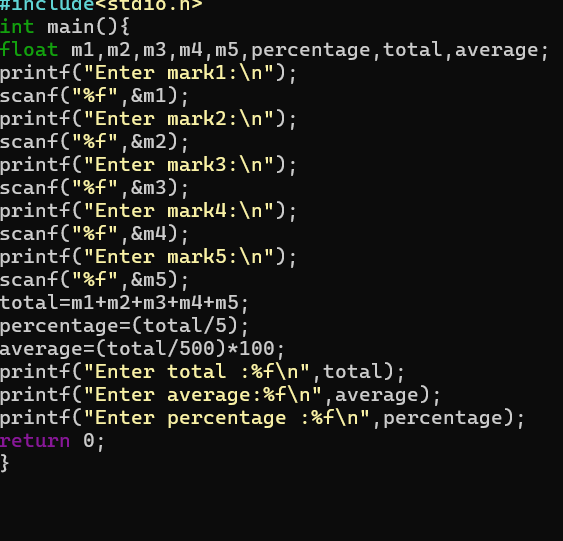 #include<stdio.h>
int main(){
float m1,m2,m3,m4,m5,percentage,total,average;
printf("Enter mark1:\n");
scanf("%f",&m1);
printf("Enter mark2:\n");
scanf("%f",&m2);
printf("Enter mark3:\n");
scanf("%f",&m3);
printf("Enter mark4:\n");
scanf("%f",&m4);
printf("Enter mark5:\n");
scanf("%f",&m5);
total=m1+m2+m3+m4+m5;
percentage=(total/5);
average=(total/500)*100;
printf("Enter total :%f\n",total);
printf("Enter average:%f\n",average);
printf("Enter percentage :%f\n",percentage);
return 0;
}